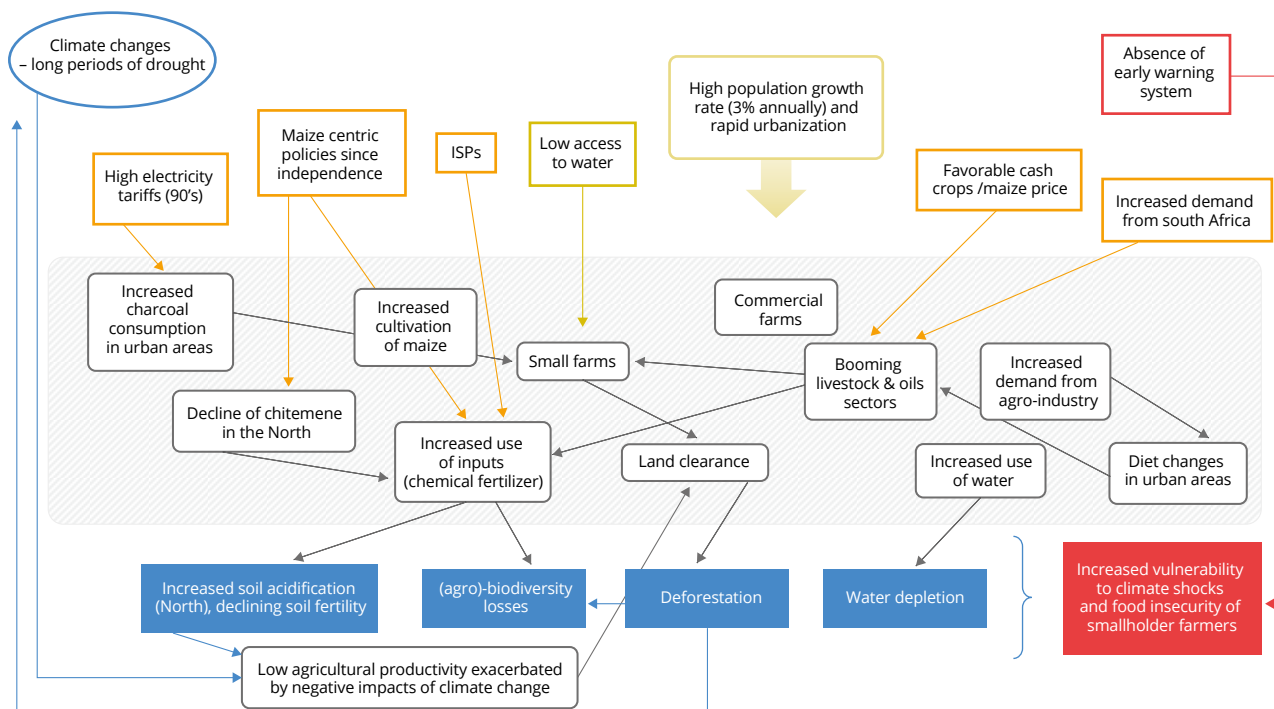 Climate changes
– long periods of drought
Absence of
early warning
system
High population growth
rate (3% annually) and
rapid urbanization
Maize centric
policies since
independence
ISPs
Low access
to water
High electricity
tariffs (90’s)
Favorable cash
crops /maize price
Increased demand
from south Africa
Increased
charcoal
consumption
in urban areas
Increased
cultivation
of maize
Commercial
farms
Small farms
Booming
livestock & oils
sectors
Increased
demand from
agro-industry
Decline of chitemene
in the North
Increased use
of inputs
(chemical fertilizer)
Land clearance
Increased use
of water
Diet changes
in urban areas
Increased soil acidification
(North), declining soil fertility
(agro)-biodiversity
losses
Deforestation
Water depletion
Increased vulnerability
to climate shocks
and food insecurity of
smallholder farmers
Low agricultural productivity exacerbated
by negative impacts of climate change